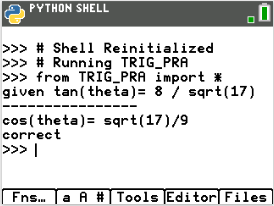 PYTHON SHELL
>>> # Shell Reinitialized
>>> # Running TRIG_PRA
>>> from TRIG_PRA import *
given tan(theta)= 8 / sqrt(17)
----------------
cos(theta)= sqrt(17)/9
correct
>>> |
Fns… a A # Tools Editor Files